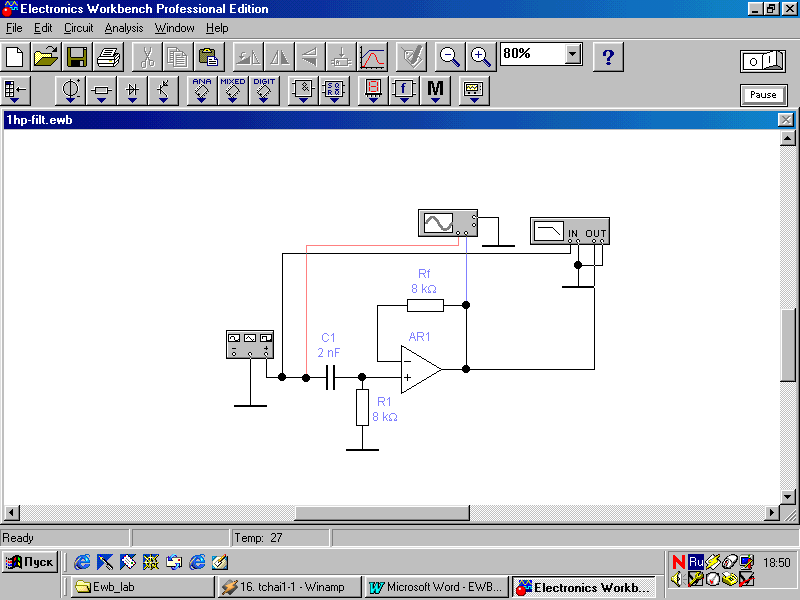 Electronics Workbench Professional Edition
File Edit Circuit Analysis Window Help
80%
?
O I
ANA MIXED DIGIT
&
f
M
Pause
1hp-filt.ewb
IN OUT
Rf
8 kΩ
C1
2 nF
AR1
R1
8 kΩ
Ready
Temp: 27
Пуск
Ru
18:50
Ewb_lab
16. tchai1-1 - Winamp
Microsoft Word - EWB...
Electronics Workb...